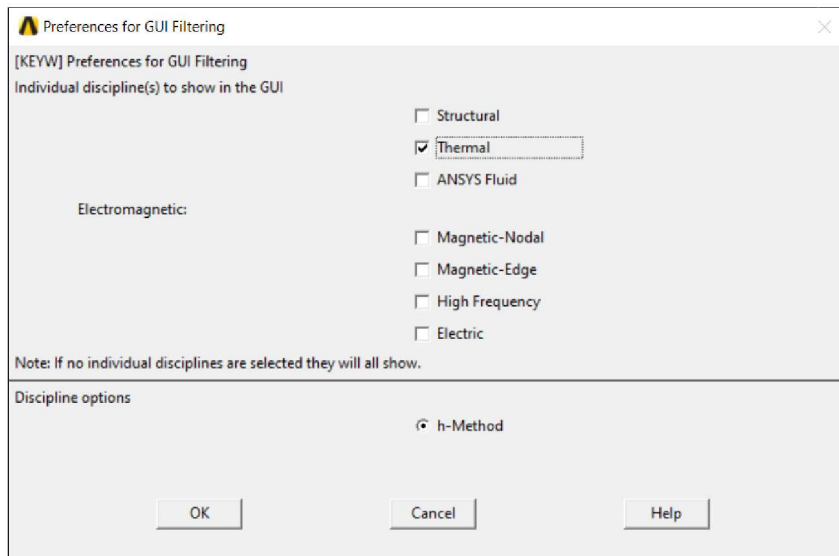 Preferences for GUI Filtering
[KEYW] Preferences for GUI Filtering
Individual discipline(s) to show in the GUI
Structural
Thermal
ANSYS Fluid
Electromagnetic:
Magnetic-Nodal
Magnetic-Edge
High Frequency
Electric
Note: If no individual disciplines are selected they will all show.
Discipline options
h-Method
OK Cancel Help